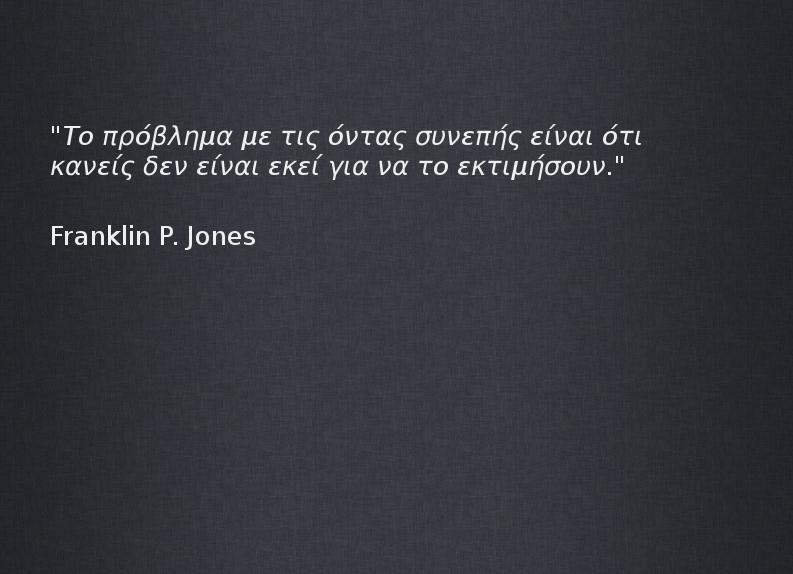 "Το πρόβλημα με τις όντας συνεπής είναι ότι
κανείς δεν είναι εκεί για να το εκτιμήσουν."
Franklin P. Jones